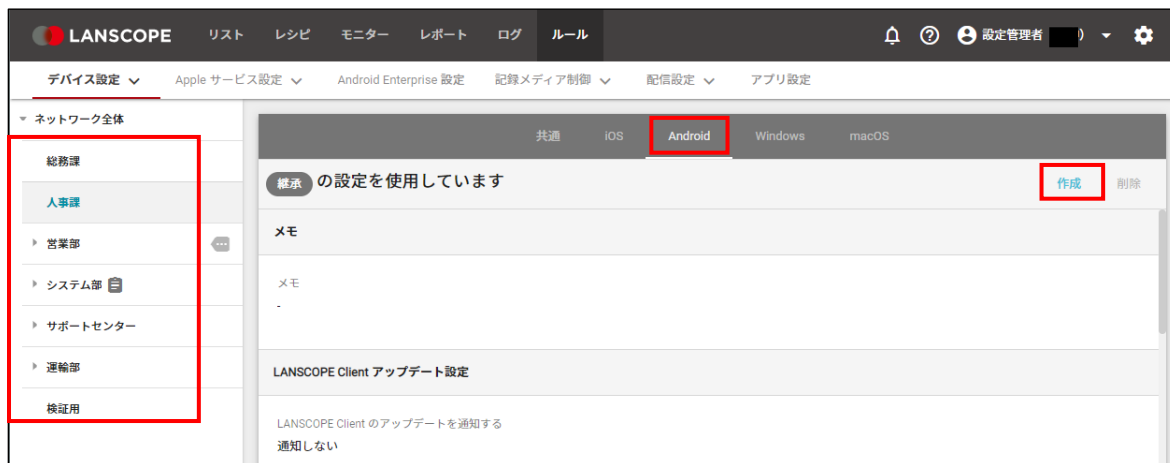 LANSCOPE リスト レシピ モニター レポート ログ ルール 設定管理者 )
デバイス設定 Apple サービス設定 Android Enterprise 設定 記録メディア制御 配信設定 アプリ設定
ネットワーク全体
総務課
人事課
営業部
システム部
サポートセンター
運輸部
検証用
共通 iOS Android Windows macOS
継承 の設定を使用しています 作成 削除
メモ
メモ
-
LANSCOPE Client アップデート設定
LANSCOPE Client のアップデートを通知する
通知しない